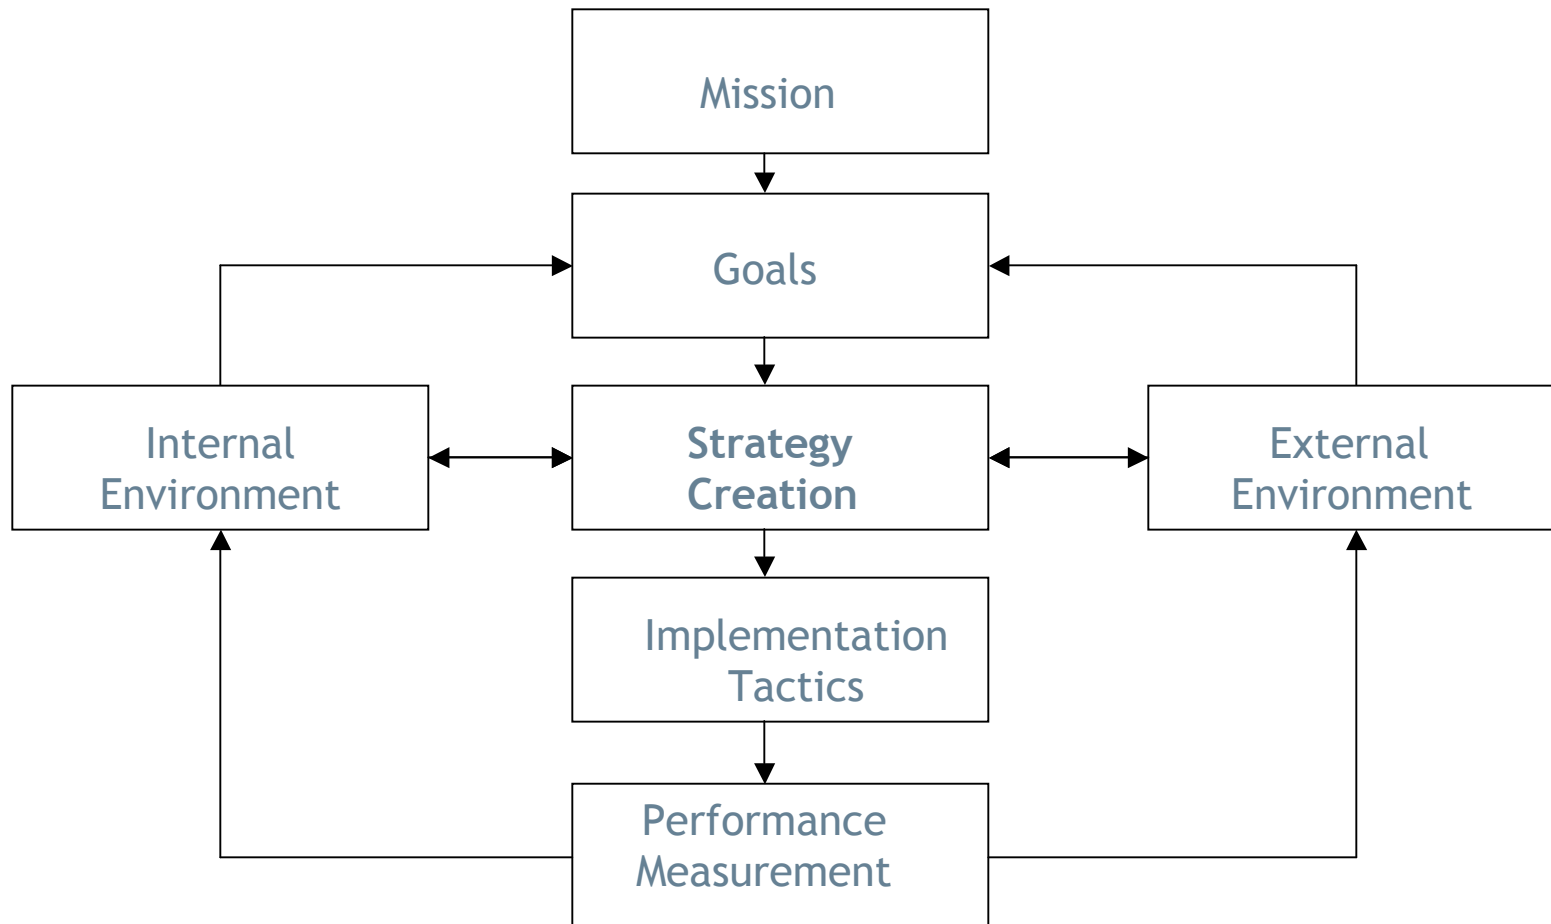 Mission
Goals
Internal
Environment
Strategy
Creation
External
Environment
Implementation
Tactics
Performance
Measurement